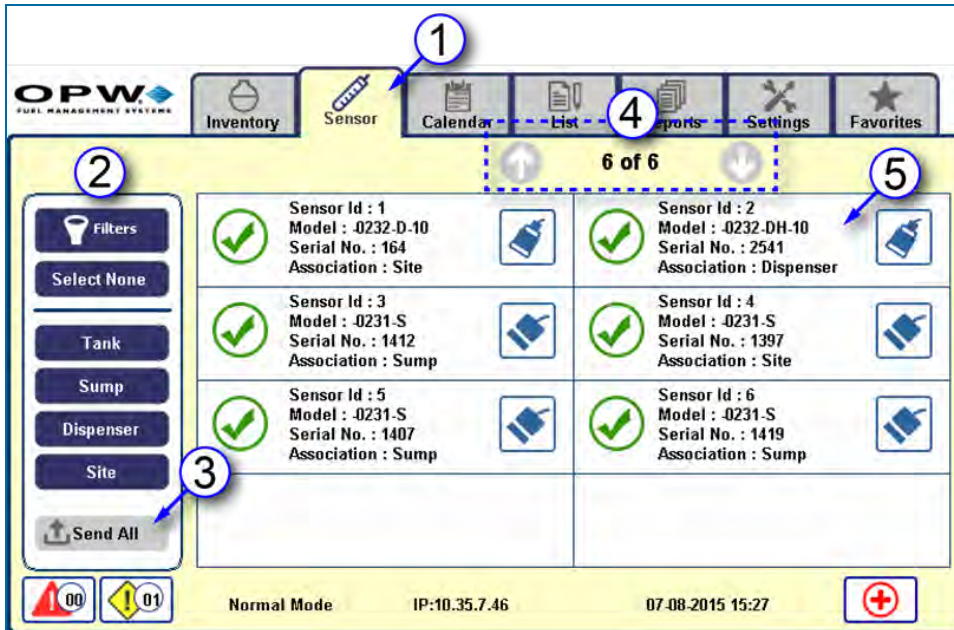 1
OPW
FUEL MANAGEMENT SYSTEMS
Inventory
Sensor
Calendar
List
Reports
Settings
Favorites
4
6 of 6
2
Filters
Select None
Tank
Sump
Dispenser
Site
3
Send All
5
Sensor Id : 1
Model : -0232-D-10
Serial No. : 164
Association : Site
Sensor Id : 2
Model : -0232-DH-10
Serial No. : 2541
Association : Dispenser
Sensor Id : 3
Model : -0231-S
Serial No. : 1412
Association : Sump
Sensor Id : 4
Model : -0231-S
Serial No. : 1397
Association : Site
Sensor Id : 5
Model : -0231-S
Serial No. : 1407
Association : Sump
Sensor Id : 6
Model : -0231-S
Serial No. : 1419
Association : Sump
! 00
! 01
Normal Mode
IP:10.35.7.46
07-08-2015 15:27